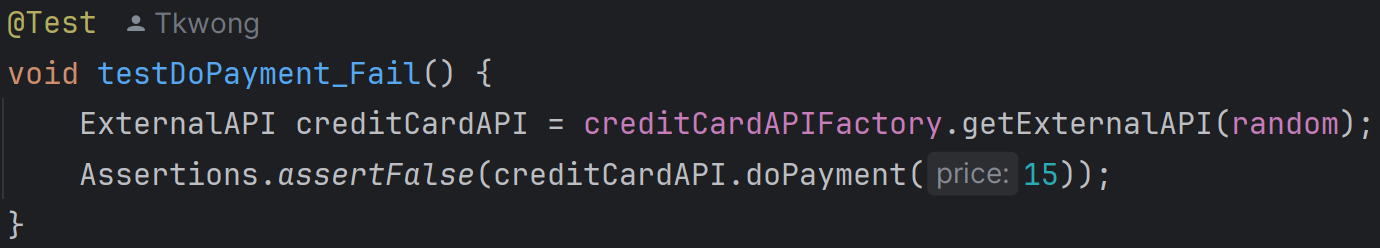 @Test Tkwong
void testDoPayment_Fail() {
    ExternalAPI creditCardAPI = creditCardAPIFactory.getExternalAPI(random);
    Assertions.assertFalse(creditCardAPI.doPayment( price: 15));
}